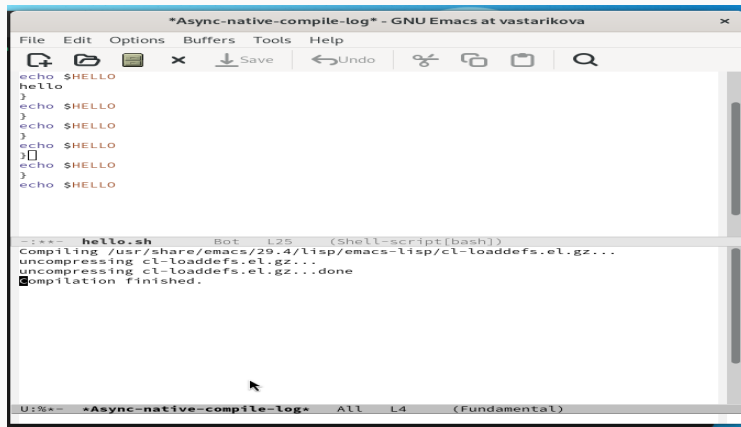 *Async-native-compile-log* - GNU Emacs at vastarikova
File Edit Options Buffers Tools Help
Save Undo
echo $HELLO
hello
}
echo $HELLO
}
echo $HELLO
}
echo $HELLO
}
echo $HELLO
}
echo $HELLO
-:**- hello.sh Bot L25 (Shell-script[bash])
Compiling /usr/share/emacs/29.4/lisp/emacs-lisp/cl-loaddefs.el.gz...
uncompressing cl-loaddefs.el.gz...
uncompressing cl-loaddefs.el.gz...done
Compilation finished.
U:%*- *Async-native-compile-log* All L4 (Fundamental)